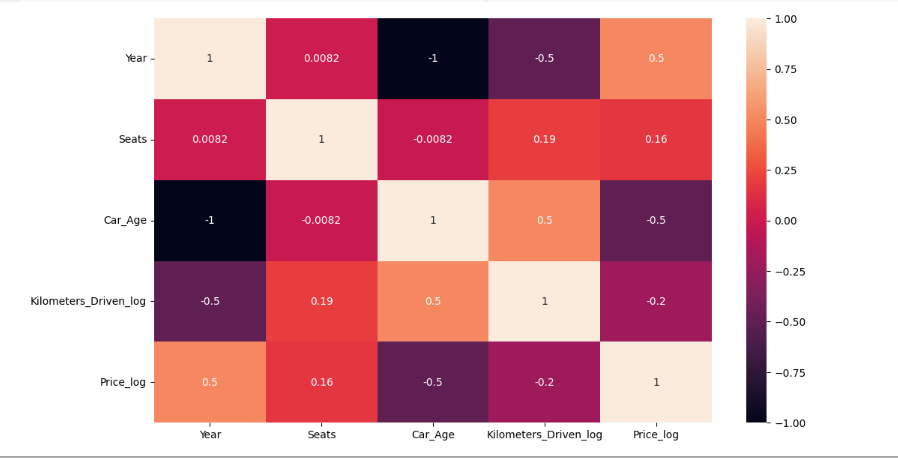 Year 1 0.0082 -1 -0.5 0.5
Seats 0.0082 1 -0.0082 0.19 0.16
Car_Age -1 -0.0082 1 0.5 -0.5
Kilometers_Driven_log -0.5 0.19 0.5 1 -0.2
Price_log 0.5 0.16 -0.5 -0.2 1
Year Seats Car_Age Kilometers_Driven_log Price_log
1.00
0.75
0.50
0.25
0.00
−0.25
−0.50
−0.75
−1.00